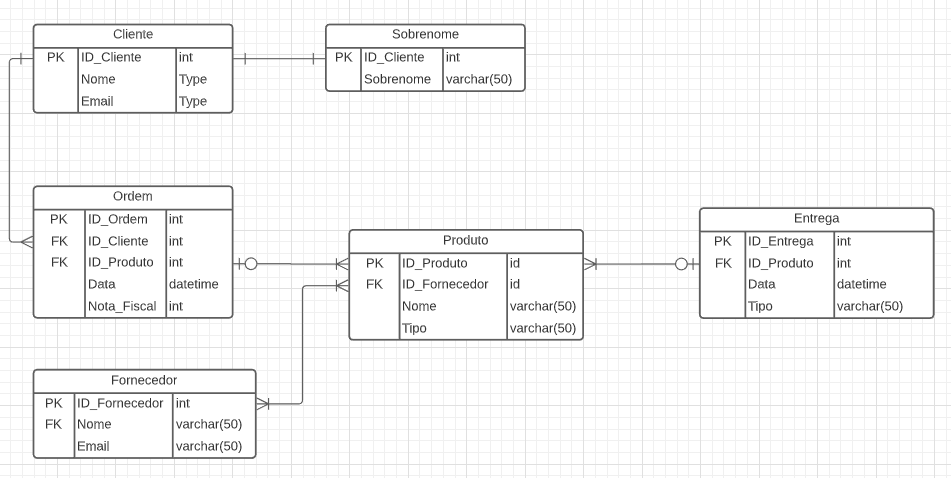 Cliente
PK ID_Cliente int
Nome Type
Email Type
Sobrenome
PK ID_Cliente int
Sobrenome varchar(50)
Ordem
PK ID_Ordem int
FK ID_Cliente int
FK ID_Produto int
Data datetime
Nota_Fiscal int
Produto
PK ID_Produto id
FK ID_Fornecedor id
Nome varchar(50)
Tipo varchar(50)
Entrega
PK ID_Entrega int
FK ID_Produto int
Data datetime
Tipo varchar(50)
Fornecedor
PK ID_Fornecedor int
FK Nome varchar(50)
Email varchar(50)